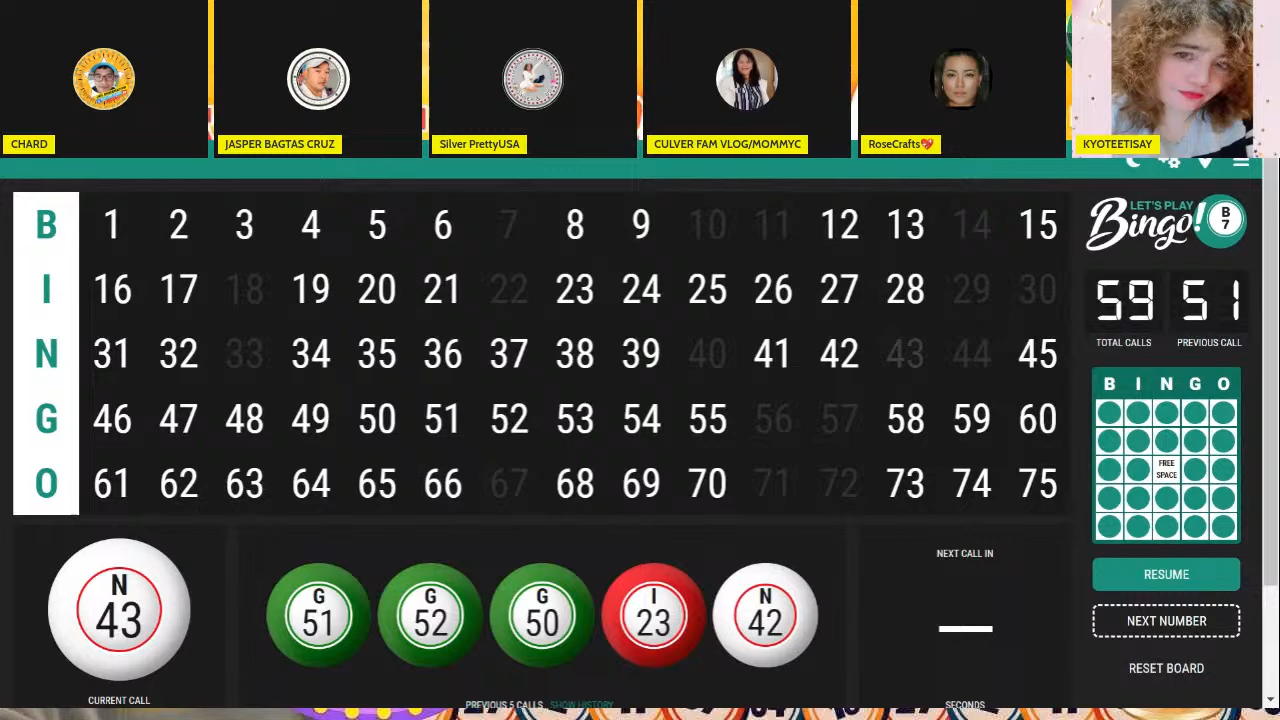 CHARD
JASPER BAGTAS CRUZ
Silver PrettyUSA
CULVER FAM VLOG/MOMMYC
RoseCrafts💖
KYOTEETISAY
B 1 2 3 4 5 6 7 8 9 10 11 12 13 14 15
I 16 17 18 19 20 21 22 23 24 25 26 27 28 29 30
N 31 32 33 34 35 36 37 38 39 40 41 42 43 44 45
G 46 47 48 49 50 51 52 53 54 55 56 57 58 59 60
O 61 62 63 64 65 66 67 68 69 70 71 72 73 74 75
LET'S PLAY
Bingo!
B
7
59 51
TOTAL CALLS PREVIOUS CALL
B I N G O
FREE
SPACE
RESUME
NEXT NUMBER
RESET BOARD
N
43
CURRENT CALL
G
51
G
52
G
50
I
23
N
42
PREVIOUS 5 CALLS SHOW HISTORY
NEXT CALL IN
SECONDS